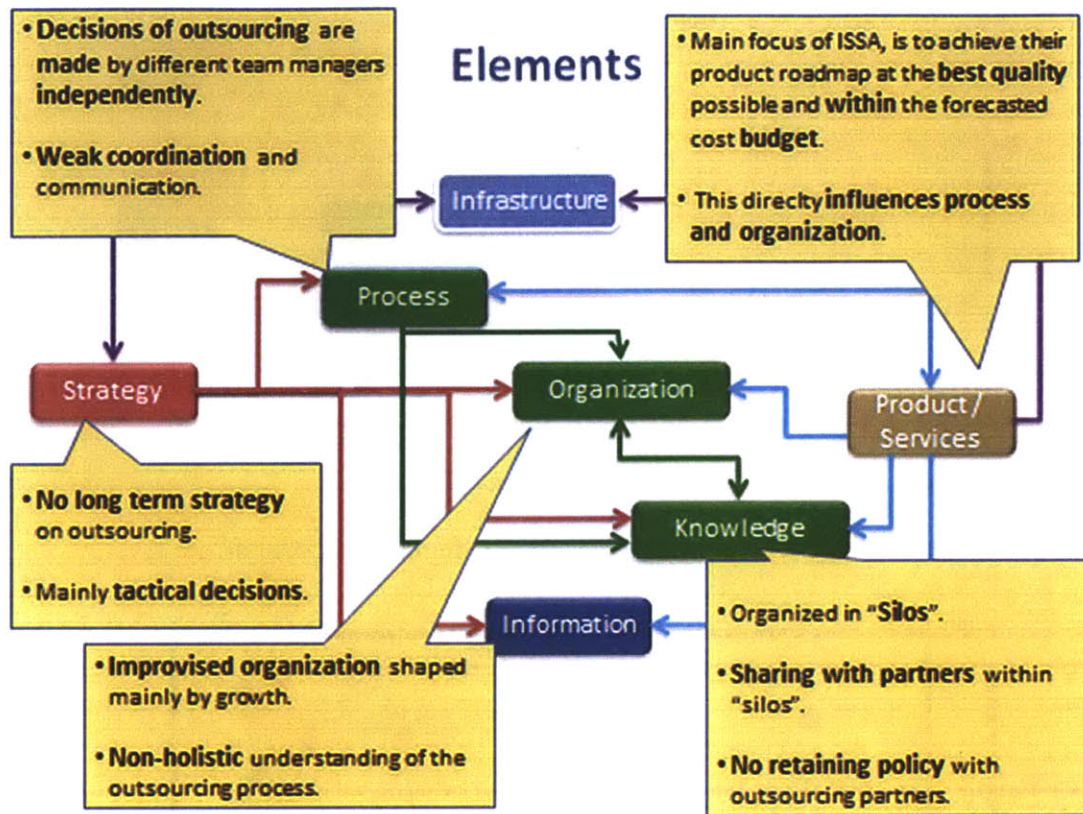 Elements
• Decisions of outsourcing are
made by different team managers
independently.
• Weak coordination and
communication.
• Main focus of ISSA, is to achieve their
product roadmap at the best quality
possible and within the forecasted
cost budget.
• This direclty influences process
and organization.
Infrastructure
Process
Strategy
Organization
Product /
Services
Knowledge
Information
• No long term strategy
on outsourcing.
• Mainly tactical decisions.
• Improvised organization shaped
mainly by growth.
• Non-holistic understanding of the
outsourcing process.
• Organized in “Silos”.
• Sharing with partners within
“silos”.
• No retaining policy with
outsourcing partners.